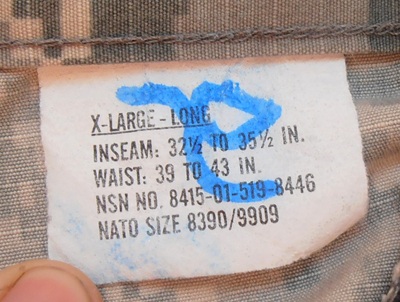 X-LARGE-LONG
INSEAM: 32½ TO 35½ IN.
WAIST: 39 TO 43 IN.
NSN NO. 8415-01-519-8446
NATO SIZE 8390/9909